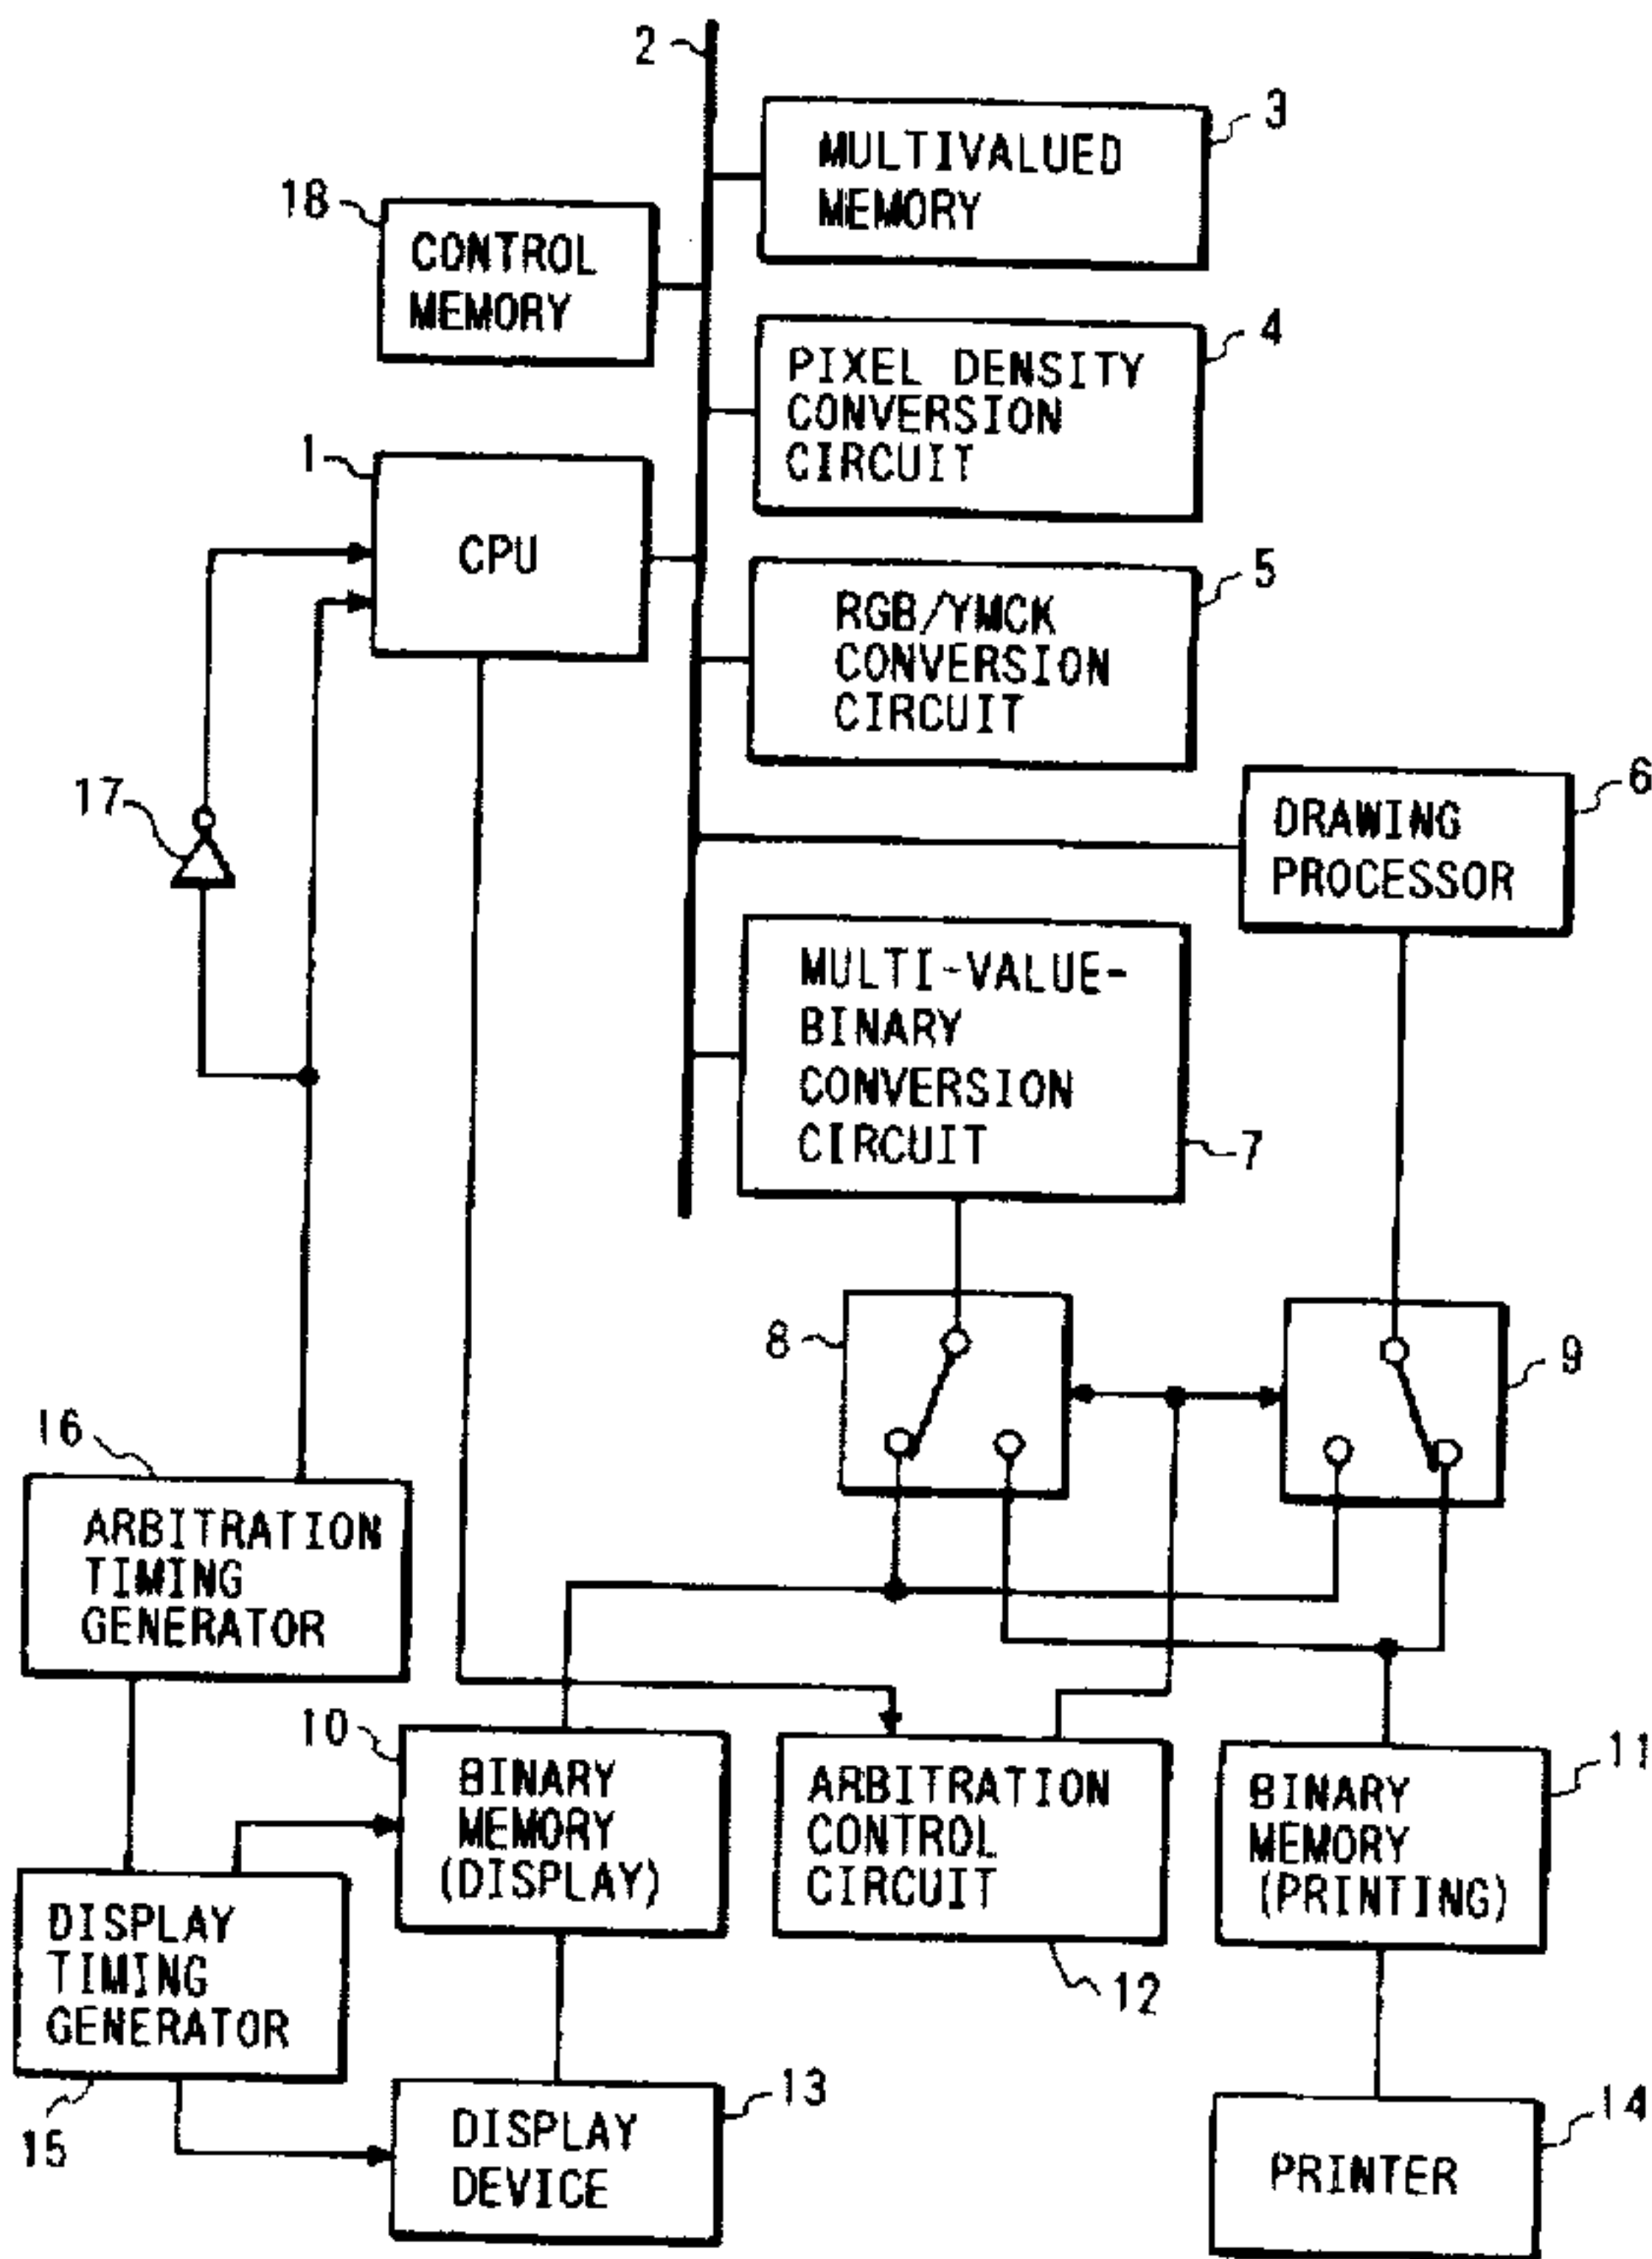 2
3
MULTIVALUED
MEMORY
18
CONTROL
MEMORY
4
PIXEL DENSITY
CONVERSION
CIRCUIT
1
CPU
5
RGB/YMCK
CONVERSION
CIRCUIT
6
DRAWING
PROCESSOR
17
MULTI-VALUE-
BINARY
CONVERSION
CIRCUIT
7
8
9
16
ARBITRATION
TIMING
GENERATOR
10
BINARY
MEMORY
(DISPLAY)
ARBITRATION
CONTROL
CIRCUIT
12
11
BINARY
MEMORY
(PRINTING)
DISPLAY
TIMING
GENERATOR
15
13
DISPLAY
DEVICE
14
PRINTER